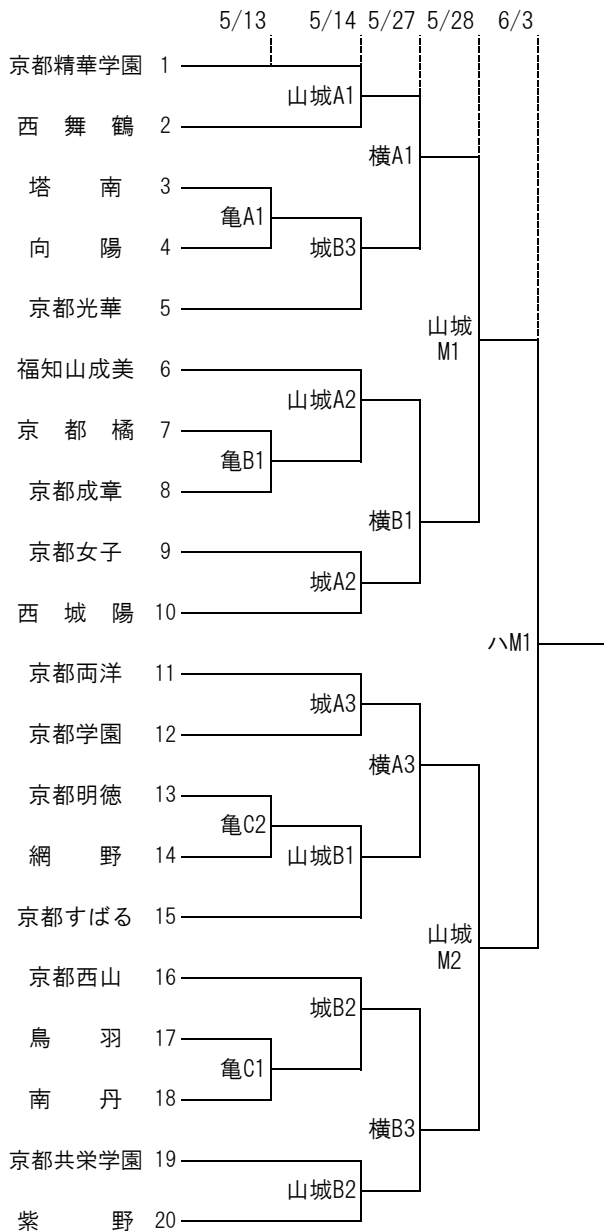 5/13 5/14 5/27 5/28 6/3
京都精華学園 1
山城A1
西舞鶴 2
横A1
塔南 3
亀A1
向陽 4
城B3
京都光華 5
山城
M1
福知山成美 6
山城A2
京都橘 7
亀B1
京都成章 8
横B1
京都女子 9
城A2
西城陽 10
ハM1
京都両洋 11
城A3
京都学園 12
横A3
京都明徳 13
亀C2
網野 14
山城B1
京都すばる 15
山城
M2
京都西山 16
城B2
鳥羽 17
亀C1
南丹 18
横B3
京都共栄学園 19
山城B2
紫野 20